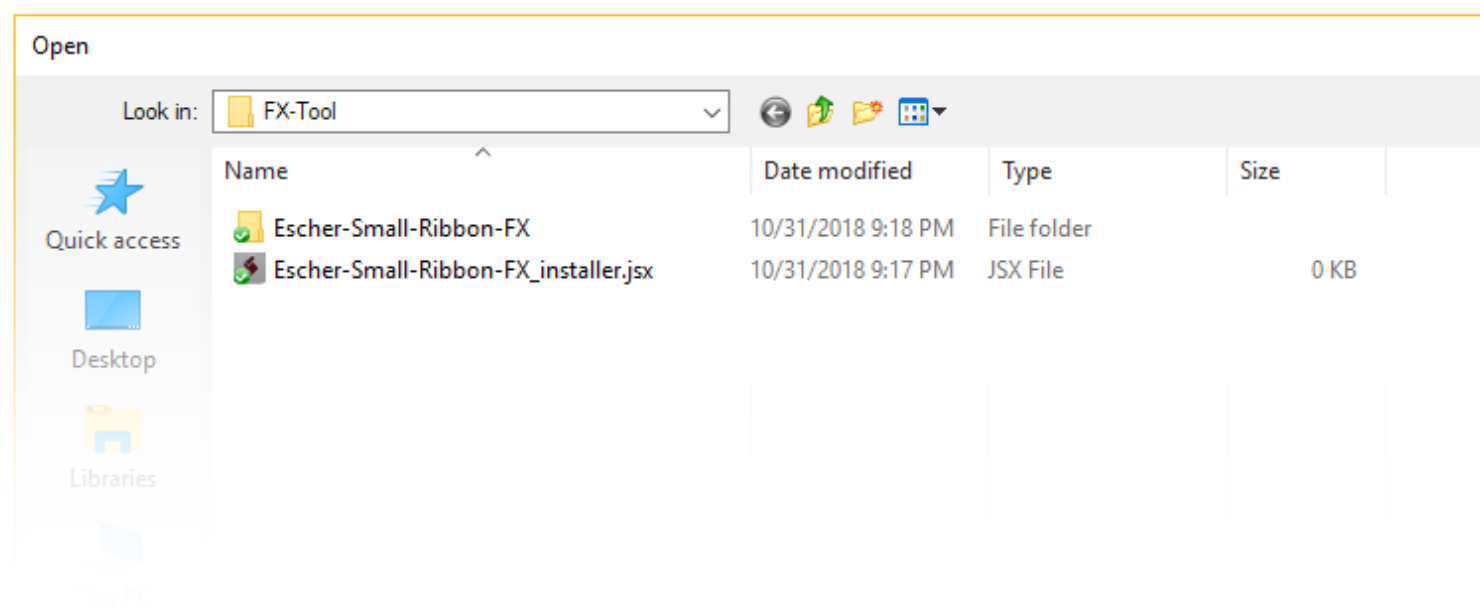 Open
Look in: FX-Tool
Name Date modified Type Size
Quick access
Escher-Small-Ribbon-FX 10/31/2018 9:18 PM File folder
Escher-Small-Ribbon-FX_installer.jsx 10/31/2018 9:17 PM JSX File 0 KB
Desktop
Libraries
This PC